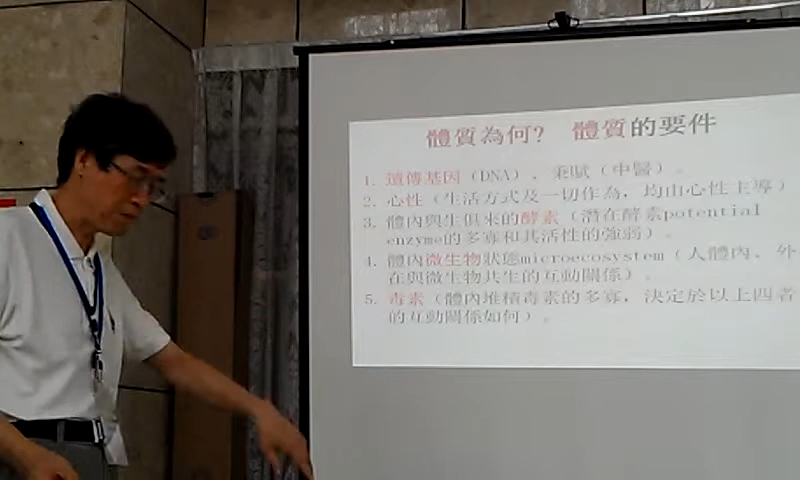 體質為何? 體質的要件
1. 遺傳基因（DNA）、秉賦（中醫）。
2. 心性（生活方式及一切作為，均由心性主導）
3. 體內與生俱來的酵素（潛在酵素potential
enzyme的多寡和其活性的強弱）。
4. 體內微生物狀態microecosystem（人體內、外
在與微生物共生的互動關係）。
5. 毒素（體內堆積毒素的多寡，決定於以上四者
的互動關係如何）。